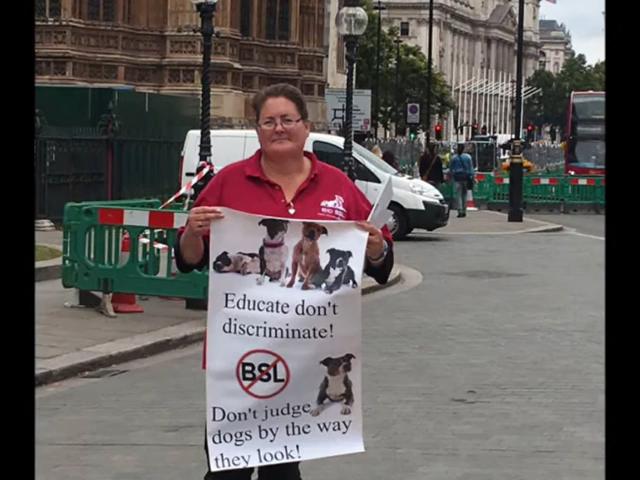 Educate don't
discriminate!
BSL
Don't judge
dogs by the way
they look!